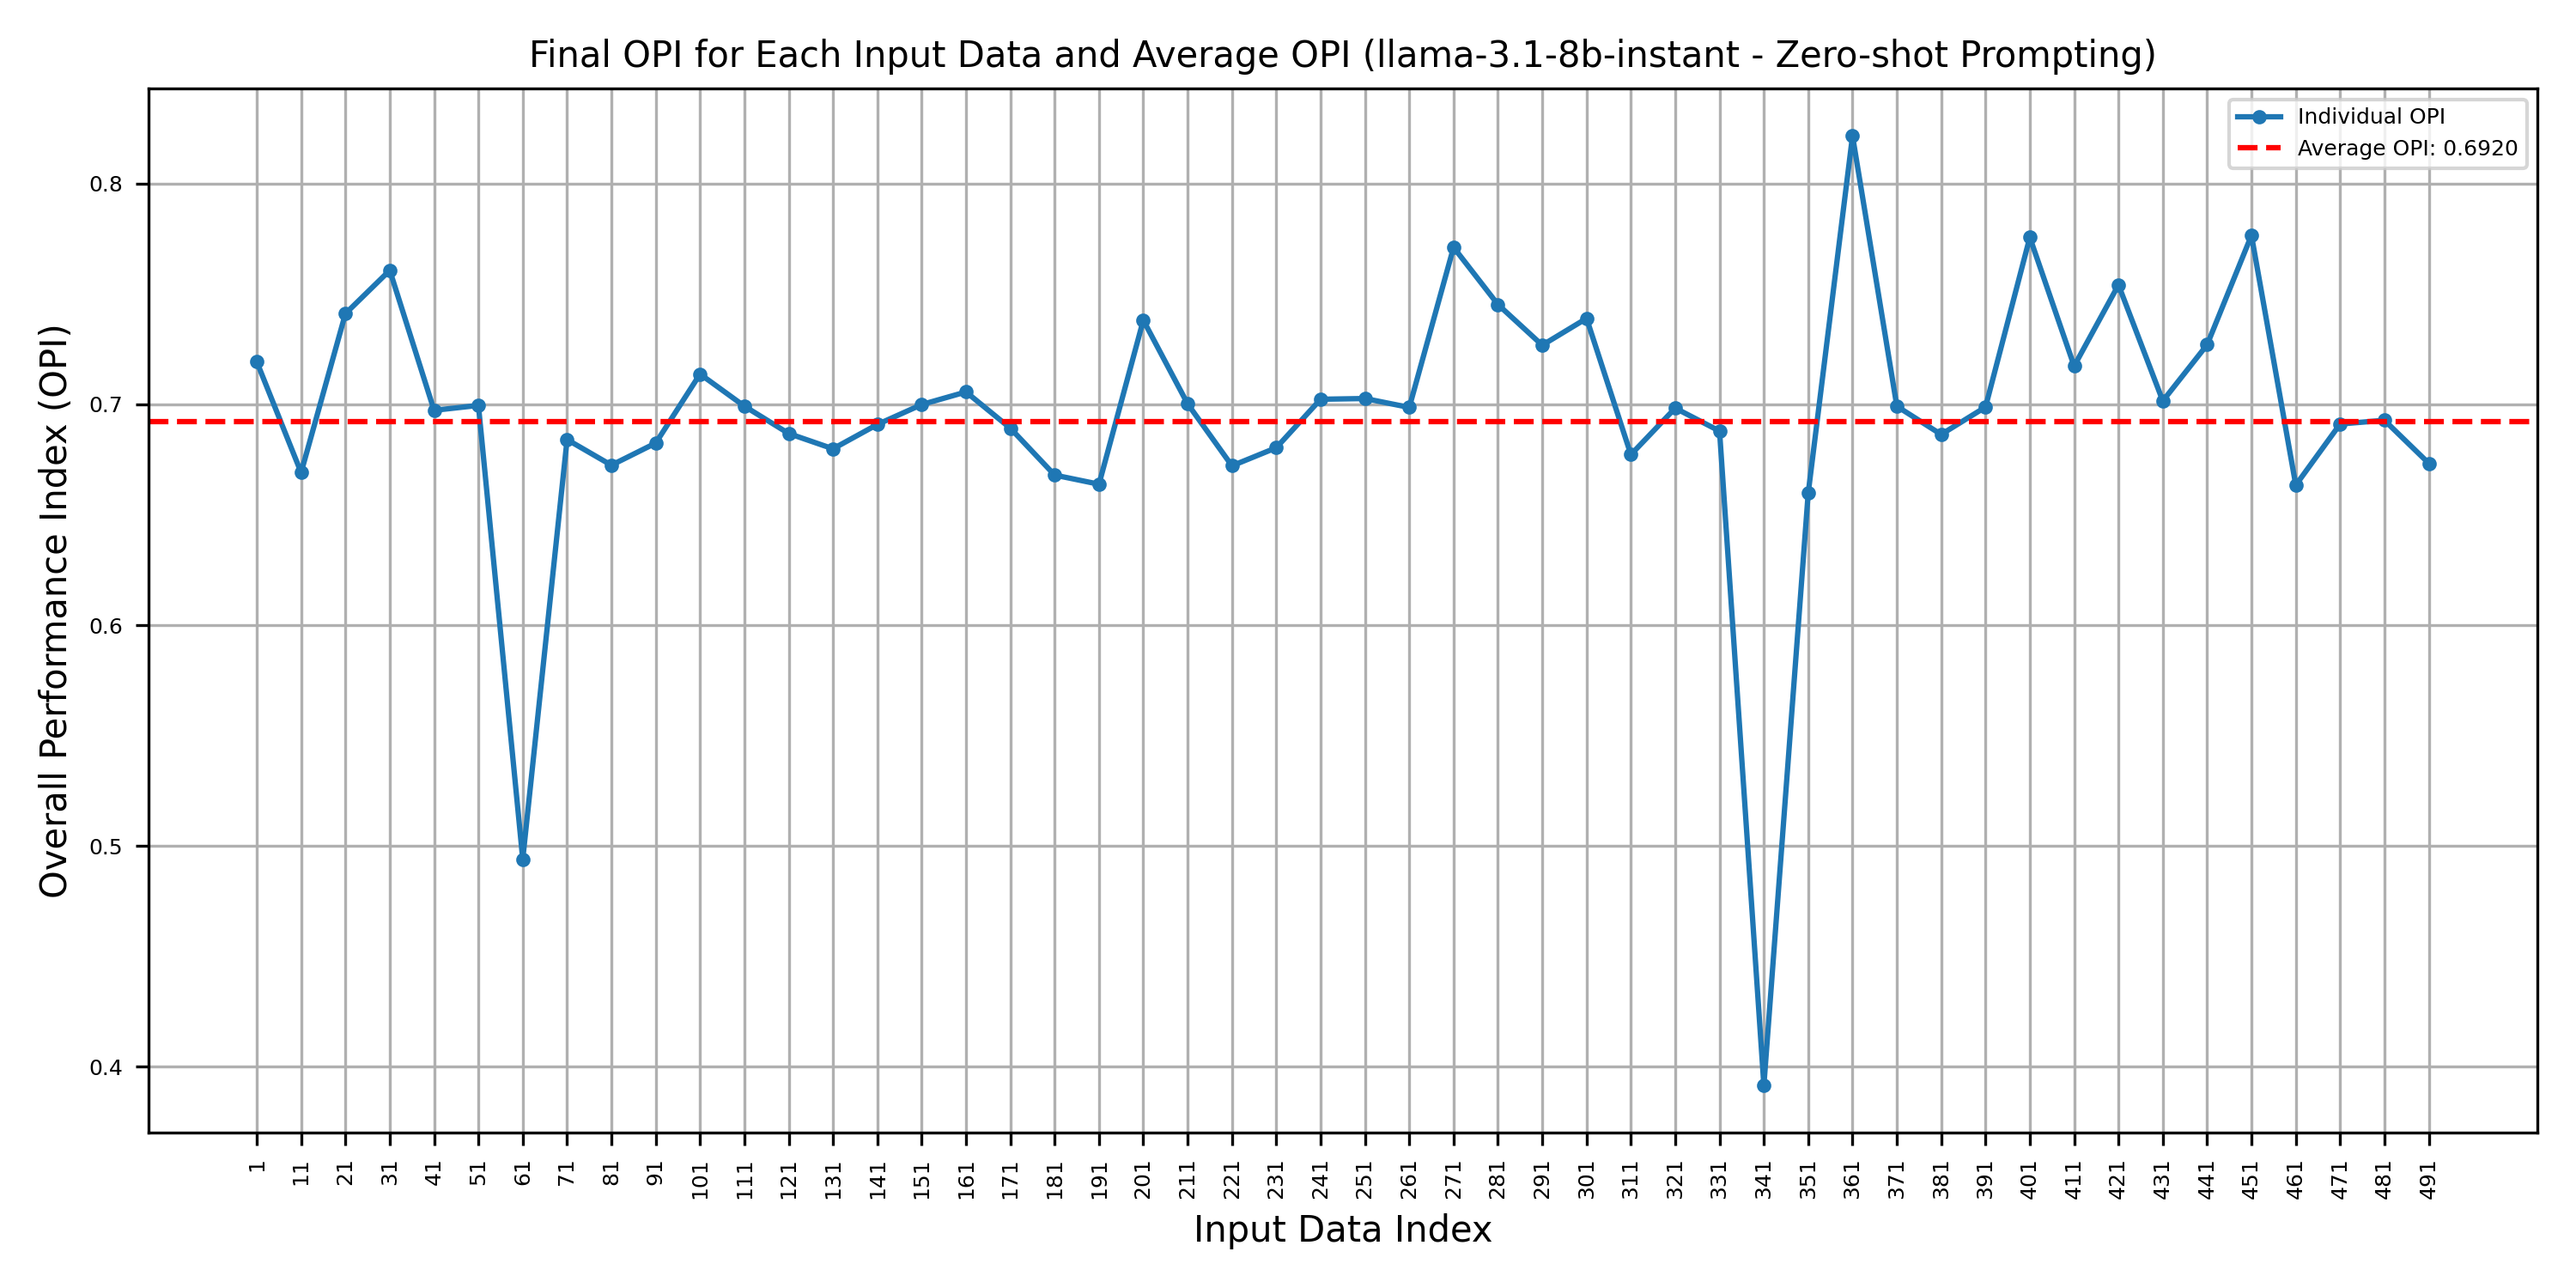 Final OPI for Each Input Data and Average OPI (llama-3.1-8b-instant - Zero-shot Prompting)
Individual OPI
Average OPI: 0.6920
Overall Performance Index (OPI)
0.8
0.7
0.6
0.5
0.4
1 11 21 31 41 51 61 71 81 91 101 111 121 131 141 151 161 171 181 191 201 211 221 231 241 251 261 271 281 291 301 311 321 331 341 351 361 371 381 391 401 411 421 431 441 451 461 471 481 491
Input Data Index